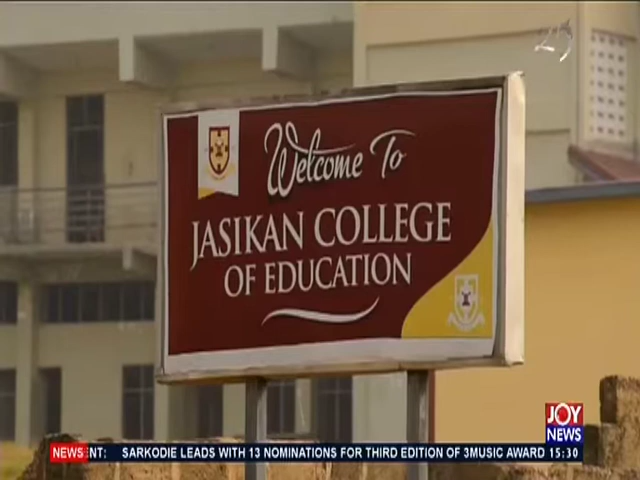 Welcome To
JASIKAN COLLEGE
OF EDUCATION
JOY
NEWS
NEWS
NT: SARKODIE LEADS WITH 13 NOMINATIONS FOR THIRD EDITION OF 3MUSIC AWARD 15:30